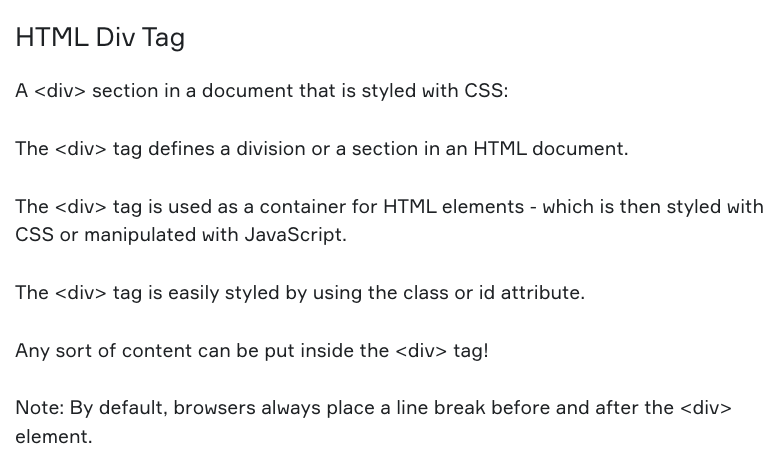 HTML Div Tag
A <div> section in a document that is styled with CSS:
The <div> tag defines a division or a section in an HTML document.
The <div> tag is used as a container for HTML elements - which is then styled with
CSS or manipulated with JavaScript.
The <div> tag is easily styled by using the class or id attribute.
Any sort of content can be put inside the <div> tag!
Note: By default, browsers always place a line break before and after the <div>
element.